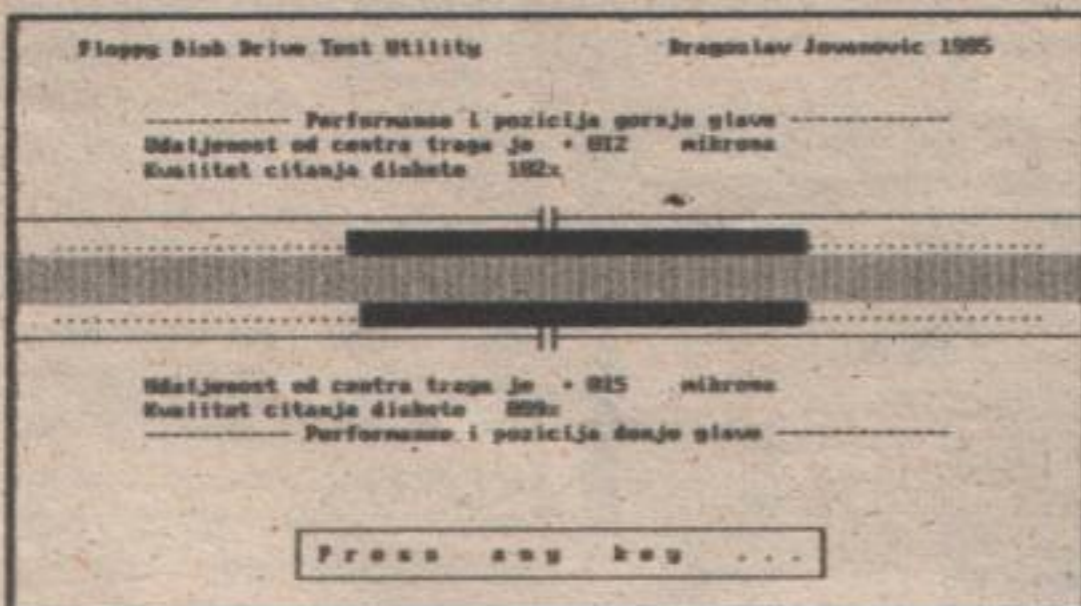 Floppy Disk Drive Test Utility Dragoslav Jovanovic 1985
---------- Performanse i pozicija gornje glave -----------
Udaljenost od centra traga je + 012 mikrona
Kvalitet citanja diskete 102%
Udaljenost od centra traga je + 015 mikrona
Kvalitet citanja diskete 099%
---------- Performanse i pozicija donje glave ------------
Press any key ...